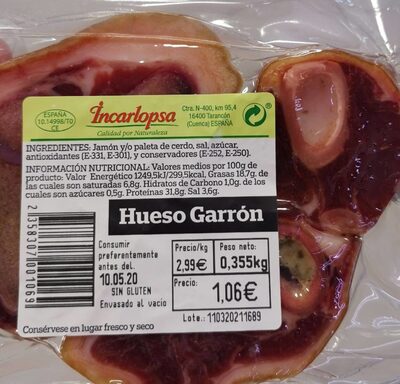 ESPAÑA
10.14998/TO
CE
Incarlopsa
Calidad por Naturaleza
Ctra. N-400, km 95,4
16400 Tarancón
(Cuenca) ESPAÑA
INGREDIENTES: Jamón y/o paleta de cerdo, sal, azúcar,
antioxidantes (E-331, E-301), y conservadores (E-252, E-250).
INFORMACIÓN NUTRICIONAL: Valores medios por 100g de
producto: Valor Energético 1249,5kJ/299,5kcal, Grasas 18,7g. de
las cuales son saturadas 6,8g. Hidratos de Carbono 1,0g. de los
cuales son azúcares 0,5g. Proteinas 31,8g. Sal 3,6g.
Hueso Garrón
2135830710010 69
Consumir
preferentemente
antes del.
10.05.20
SIN GLUTEN
Envasado al vacio
Precio/kg
2,99€
Peso neto:
0,355kg
Precio:
1,06€
Lote.:110320211689
Consérvese en lugar fresco y seco